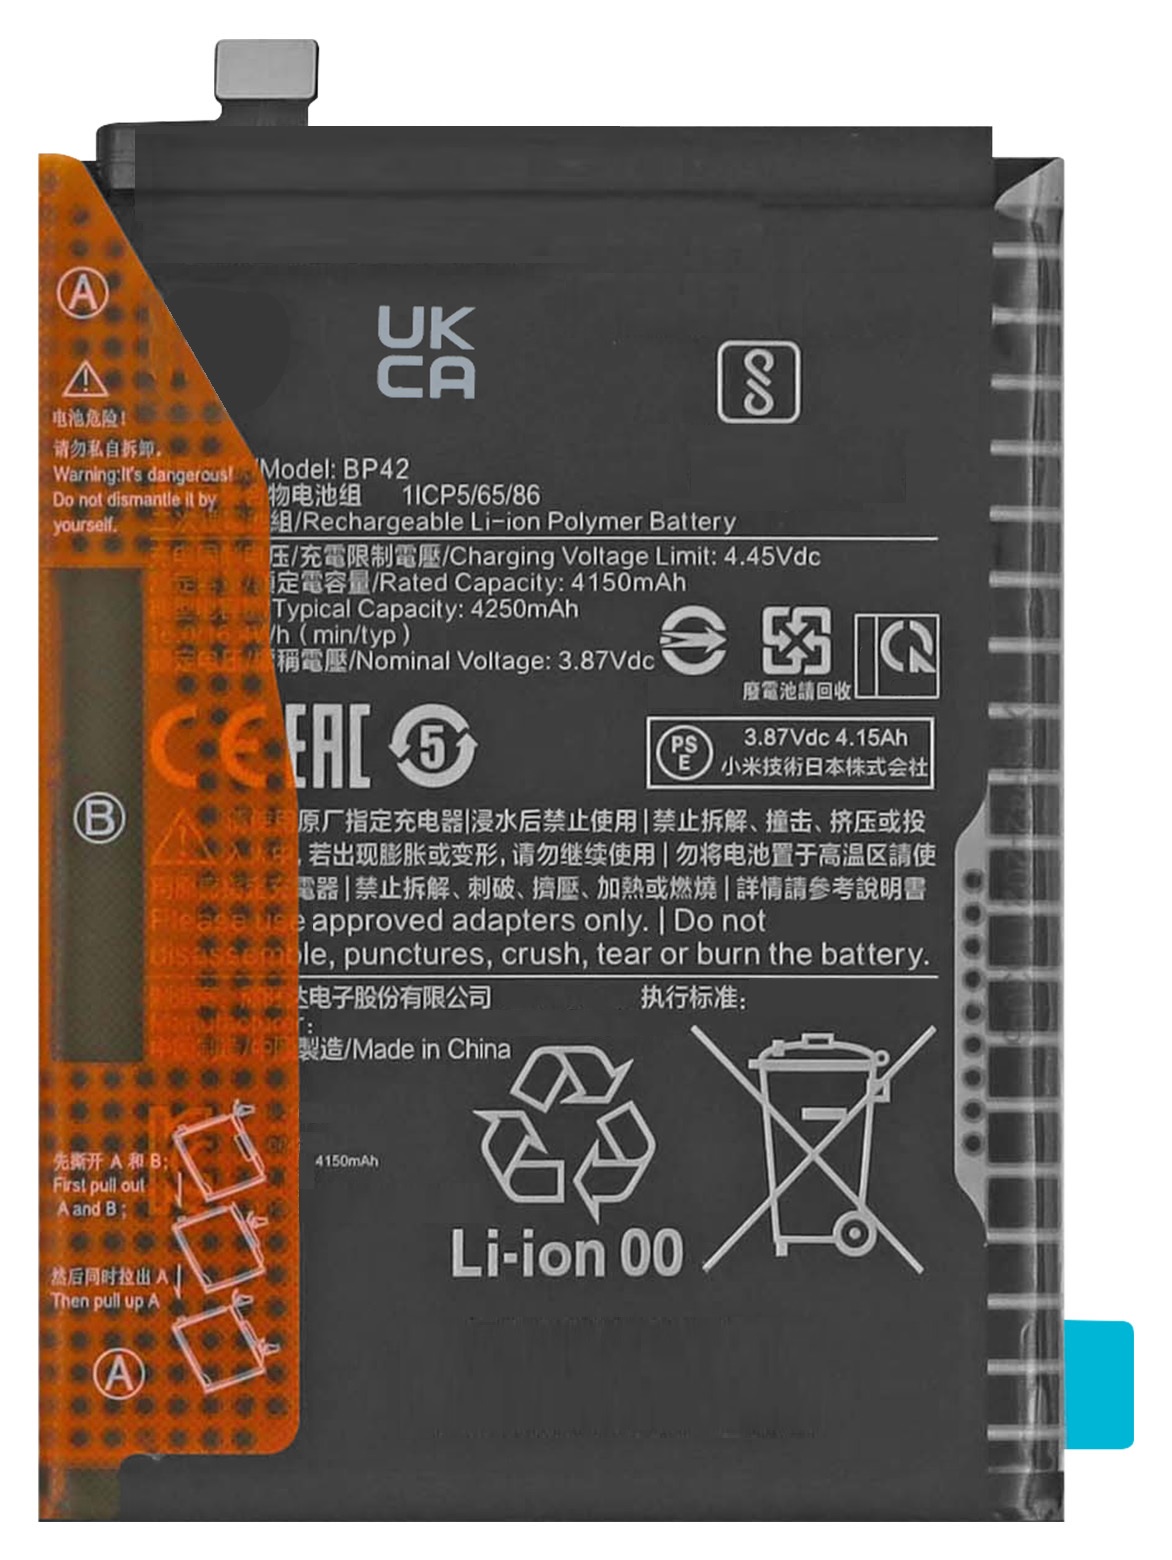 UK
CA
A
电池危险!
请勿私自拆卸.
Warning:It's dangerous!
Do not dismantle it by
yourself.
/Model: BP42
物电池组 1ICP5/65/86
组/Rechargeable Li-ion Polymer Battery
压/充電限制電壓/Charging Voltage Limit: 4.45Vdc
定電容量/Rated Capacity: 4150mAh
Typical Capacity: 4250mAh
/h (min/typ)
稱電壓/Nominal Voltage: 3.87Vdc
廢電池請回收
CE EAC 5
PS
E
3.87Vdc 4.15Ah
小米技術日本株式会社
B
原厂指定充电器|浸水后禁止使用|禁止拆解、撞击、挤压或投
, 若出现膨胀或变形, 请勿继续使用|勿将电池置于高温区請使
電器|禁止拆解、刺破、擠壓、加熱或燃燒|詳情請參考說明書
Please use approved adapters only. | Do not
disassemble, punctures, crush, tear or burn the battery.
达电子股份有限公司 执行标准:
製造/Made in China
4150mAh
先撕开 A 和 B;
First pull out
A and B ;
然后同时拉出 A
Then pull up A
A
Li-ion 00